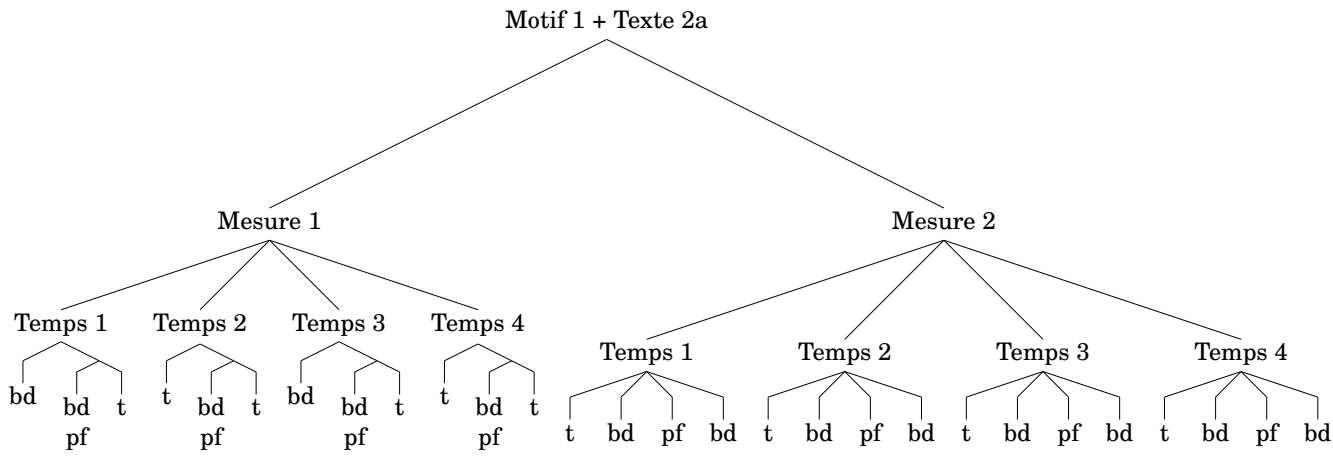 Motif 1 + Texte 2a
Mesure 1 Mesure 2
Temps 1 Temps 2 Temps 3 Temps 4
Temps 1 Temps 2 Temps 3 Temps 4
bd bd t t bd t bd bd t t bd t
pf pf pf pf
t bd pf bd t bd pf bd t bd pf bd t bd pf bd